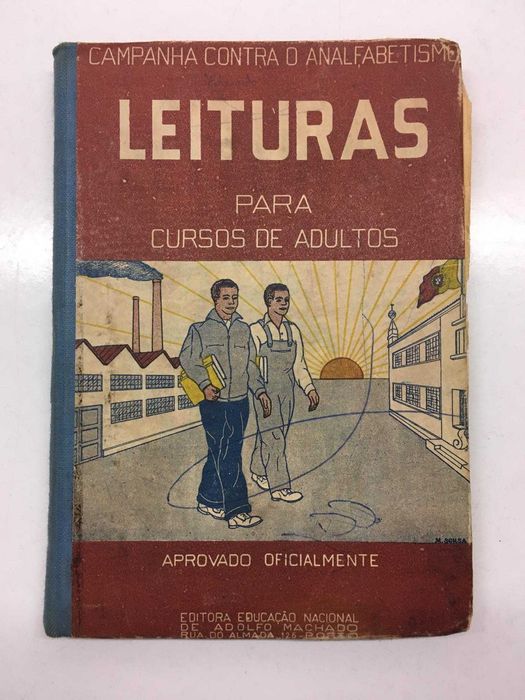 CAMPANHA CONTRA O ANALFABETISMO
LEITURAS
PARA
CURSOS DE ADULTOS
M. SOUSA
APROVADO OFICIALMENTE
EDITORA EDUCAÇÃO NACIONAL
DE ADOLFO MACHADO
RUA DO ALMADA, 125 - PORTO